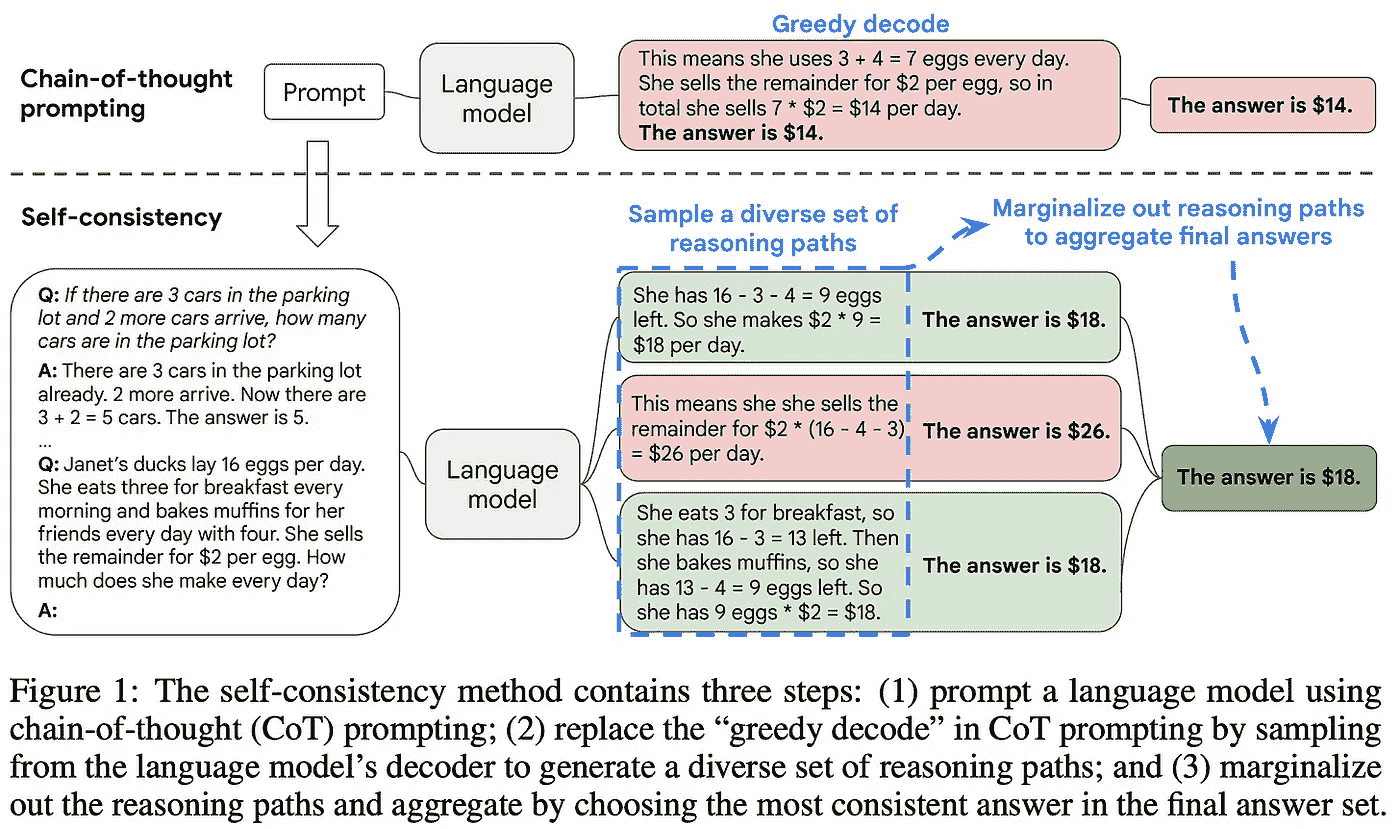 Greedy decode
Chain-of-thought
prompting
Prompt
Language
model
This means she uses 3 + 4 = 7 eggs every day.
She sells the remainder for $2 per egg, so in
total she sells 7 * $2 = $14 per day.
The answer is $14.
The answer is $14.
Self-consistency
Sample a diverse set of
reasoning paths
Marginalize out reasoning paths
to aggregate final answers
Q: If there are 3 cars in the parking
lot and 2 more cars arrive, how many
cars are in the parking lot?
A: There are 3 cars in the parking lot
already. 2 more arrive. Now there are
3 + 2 = 5 cars. The answer is 5.
...
Q: Janet's ducks lay 16 eggs per day.
She eats three for breakfast every
morning and bakes muffins for her
friends every day with four. She sells
the remainder for $2 per egg. How
much does she make every day?
A:
Language
model
She has 16 - 3 - 4 = 9 eggs
left. So she makes $2 * 9 =
$18 per day.
The answer is $18.
This means she she sells the
remainder for $2 * (16 - 4 - 3)
= $26 per day.
The answer is $26.
She eats 3 for breakfast, so
she has 16 - 3 = 13 left. Then
she bakes muffins, so she
has 13 - 4 = 9 eggs left. So
she has 9 eggs * $2 = $18.
The answer is $18.
The answer is $18.
Figure 1: The self-consistency method contains three steps: (1) prompt a language model using
chain-of-thought (CoT) prompting; (2) replace the “greedy decode” in CoT prompting by sampling
from the language model’s decoder to generate a diverse set of reasoning paths; and (3) marginalize
out the reasoning paths and aggregate by choosing the most consistent answer in the final answer set.